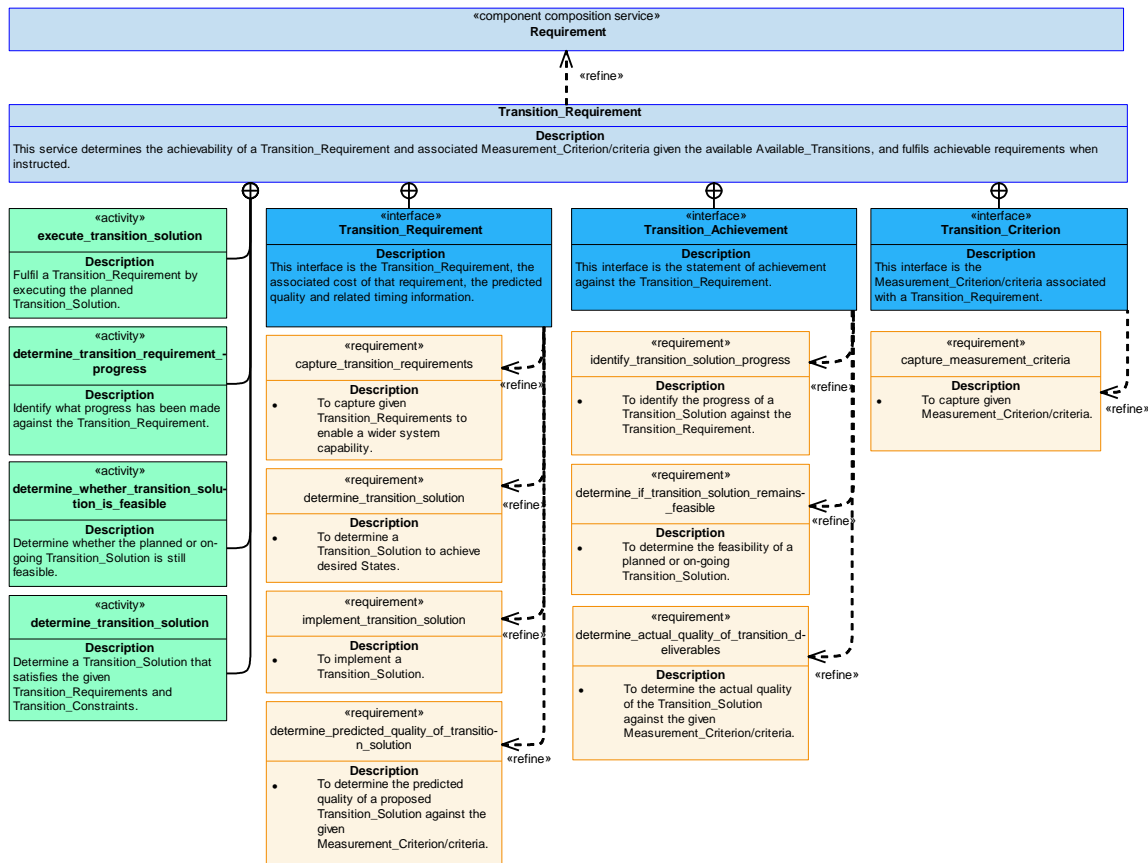 «component composition service»
Requirement
«refine»
Transition_Requirement
Description
This service determines the achievability of a Transition_Requirement and associated Measurement_Criterion/criteria given the available Available_Transitions, and fulfils achievable requirements when
instructed.
«activity»
execute_transition_solution
Description
Fulfil a Transition_Requirement by
executing the planned
Transition_Solution.
«activity»
determine_transition_requirement_-
progress
Description
Identify what progress has been made
against the Transition_Requirement.
«activity»
determine_whether_transition_solu-
tion_is_feasible
Description
Determine whether the planned or on-
going Transition_Solution is still
feasible.
«activity»
determine_transition_solution
Description
Determine a Transition_Solution that
satisfies the given
Transition_Requirements and
Transition_Constraints.
«interface»
Transition_Requirement
Description
This interface is the Transition_Requirement, the
associated cost of that requirement, the predicted
quality and related timing information.
«requirement»
capture_transition_requirements
Description
• To capture given
Transition_Requirements to
enable a wider system
capability.
«refine»
«requirement»
determine_transition_solution
Description
• To determine a
Transition_Solution to achieve
desired States.
«refine»
«requirement»
implement_transition_solution
Description
• To implement a
Transition_Solution.
«refine»
«requirement»
determine_predicted_quality_of_transitio-
n_solution
Description
• To determine the predicted
quality of a proposed
Transition_Solution against the
given
Measurement_Criterion/criteria.
«refine»
«interface»
Transition_Achievement
Description
This interface is the statement of achievement
against the Transition_Requirement.
«requirement»
identify_transition_solution_progress
Description
• To identify the progress of a
Transition_Solution against the
Transition_Requirement.
«refine»
«requirement»
determine_if_transition_solution_remains-
_feasible
Description
• To determine the feasibility of a
planned or on-going
Transition_Solution.
«refine»
«requirement»
determine_actual_quality_of_transition_d-
eliverables
Description
• To determine the actual quality
of the Transition_Solution
against the given
Measurement_Criterion/criteria.
«refine»
«interface»
Transition_Criterion
Description
This interface is the
Measurement_Criterion/criteria associated
with a Transition_Requirement.
«requirement»
capture_measurement_criteria
Description
• To capture given
Measurement_Criterion/criteria.
«refine»